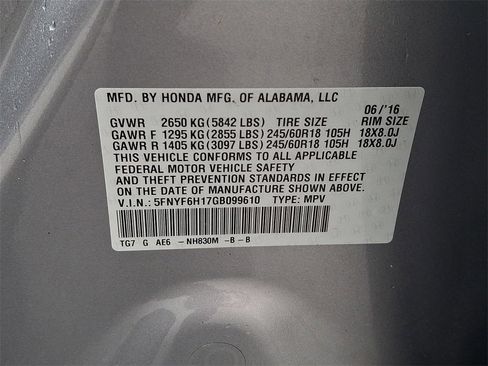 MFD. BY HONDA MFG. OF ALABAMA, LLC
06 /'16
GVWR 2650 KG (5842 LBS) TIRE SIZE RIM SIZE
GAWR F 1295 KG (2855 LBS) 245/60R18 105H 18X8.0J
GAWR R 1405 KG (3097 LBS) 245/60R18 105H 18X8.0J
THIS VEHICLE CONFORMS TO ALL APPLICABLE
FEDERAL MOTOR VEHICLE SAFETY
AND THEFT PREVENTION STANDARDS IN EFFECT
ON THE DATE OF MANUFACTURE SHOWN ABOVE.
V.I.N.: 5FNYF6H17GB099610 TYPE: MPV
TG7 G AE6 -NH830M -B -B